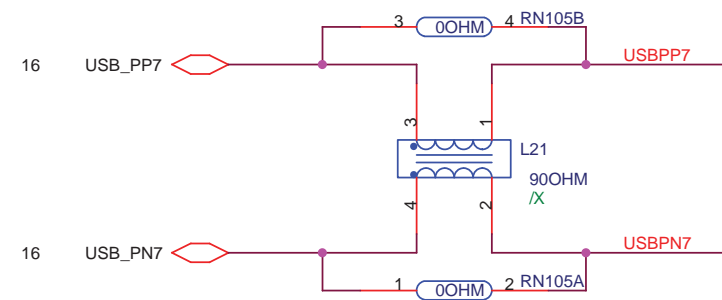 3 0OHM 4 RN105B
16 USB_PP7 USBPP7
3 1
L21
90OHM
/X
4 2
16 USB_PN7 USBPN7
1 0OHM 2 RN105A